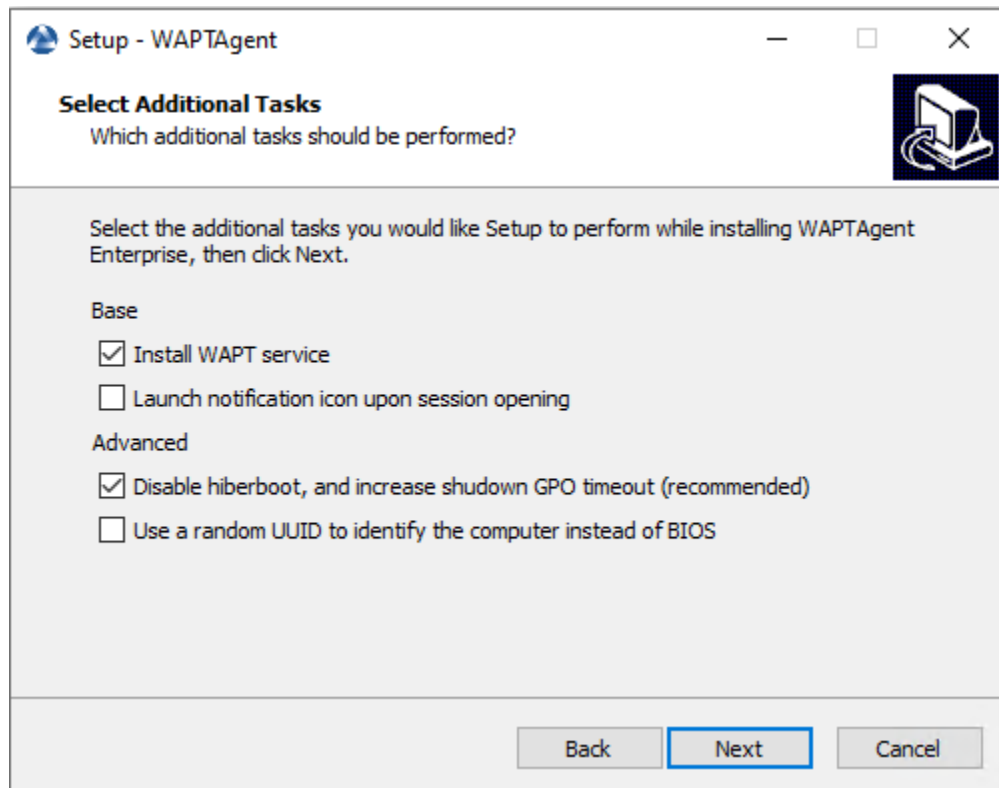 Setup - WAPTAgent
Select Additional Tasks
Which additional tasks should be performed?
Select the additional tasks you would like Setup to perform while installing WAPTAgent
Enterprise, then click Next.
Base
Install WAPT service
Launch notification icon upon session opening
Advanced
Disable hiberboot, and increase shudown GPO timeout (recommended)
Use a random UUID to identify the computer instead of BIOS
Back
Next
Cancel